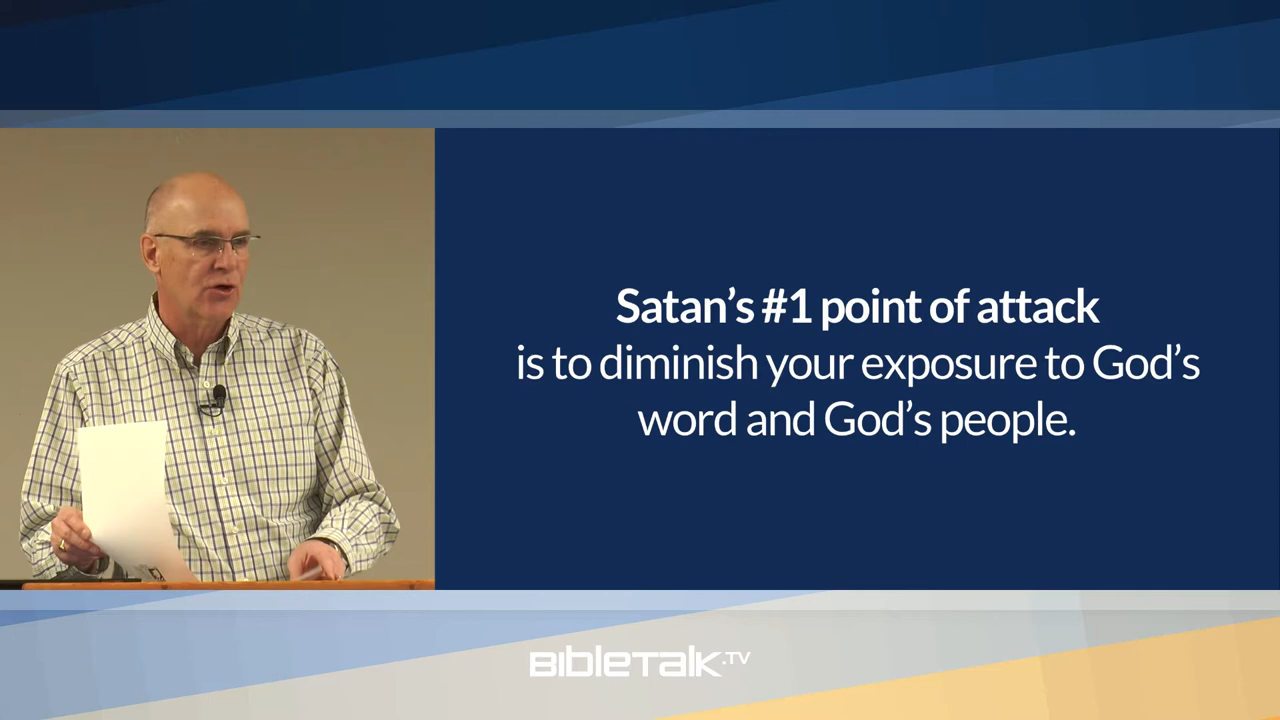 Satan’s #1 point of attack
is to diminish your exposure to God’s
word and God’s people.
BIBLETALK.TV